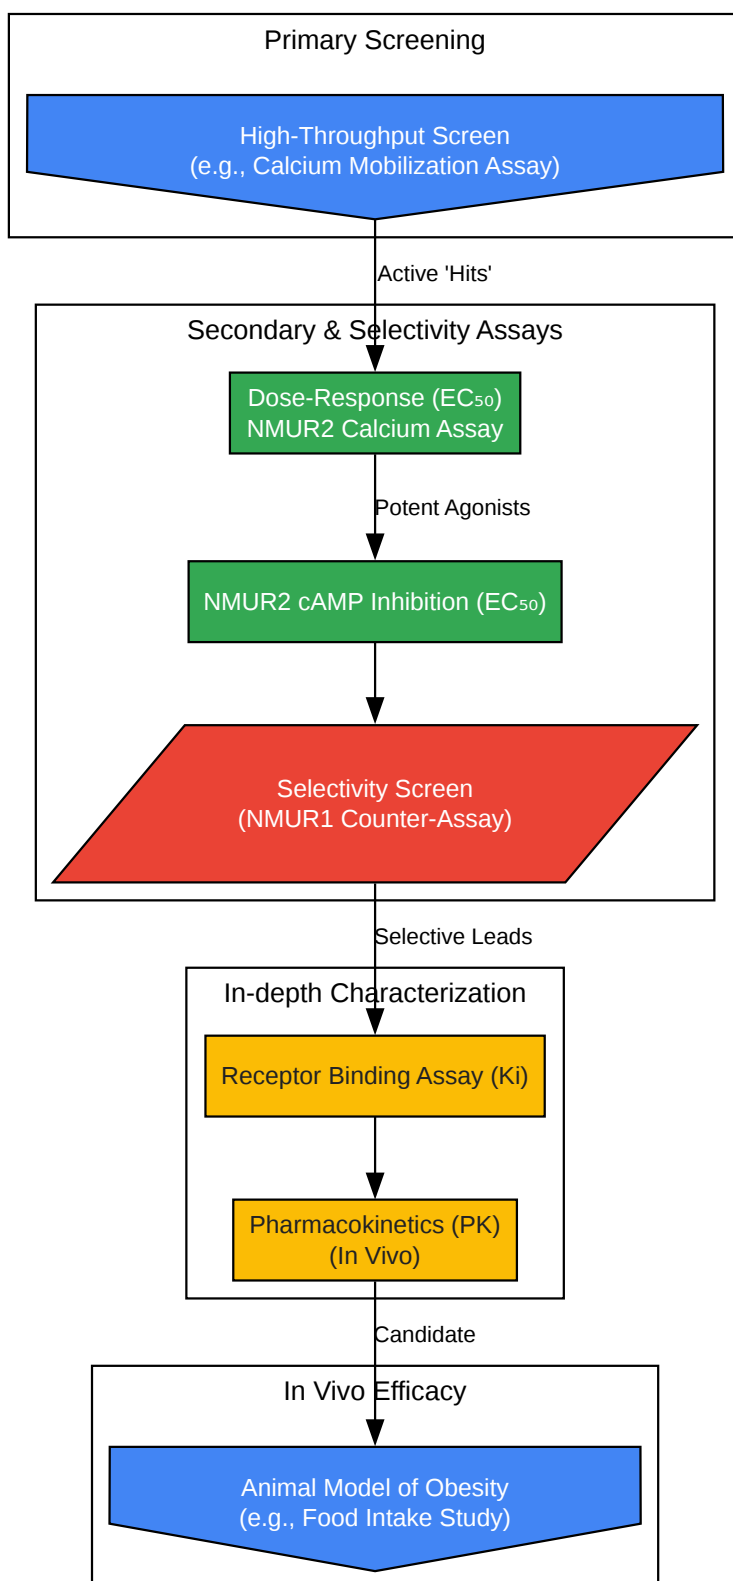 Primary Screening
High-Throughput Screen
(e.g., Calcium Mobilization Assay)
Active 'Hits'
Secondary & Selectivity Assays
Dose-Response (EC₅₀)
NMUR2 Calcium Assay
Potent Agonists
NMUR2 cAMP Inhibition (EC₅₀)
Selectivity Screen
(NMUR1 Counter-Assay)
Selective Leads
In-depth Characterization
Receptor Binding Assay (Ki)
Pharmacokinetics (PK)
(In Vivo)
Candidate
In Vivo Efficacy
Animal Model of Obesity
(e.g., Food Intake Study)